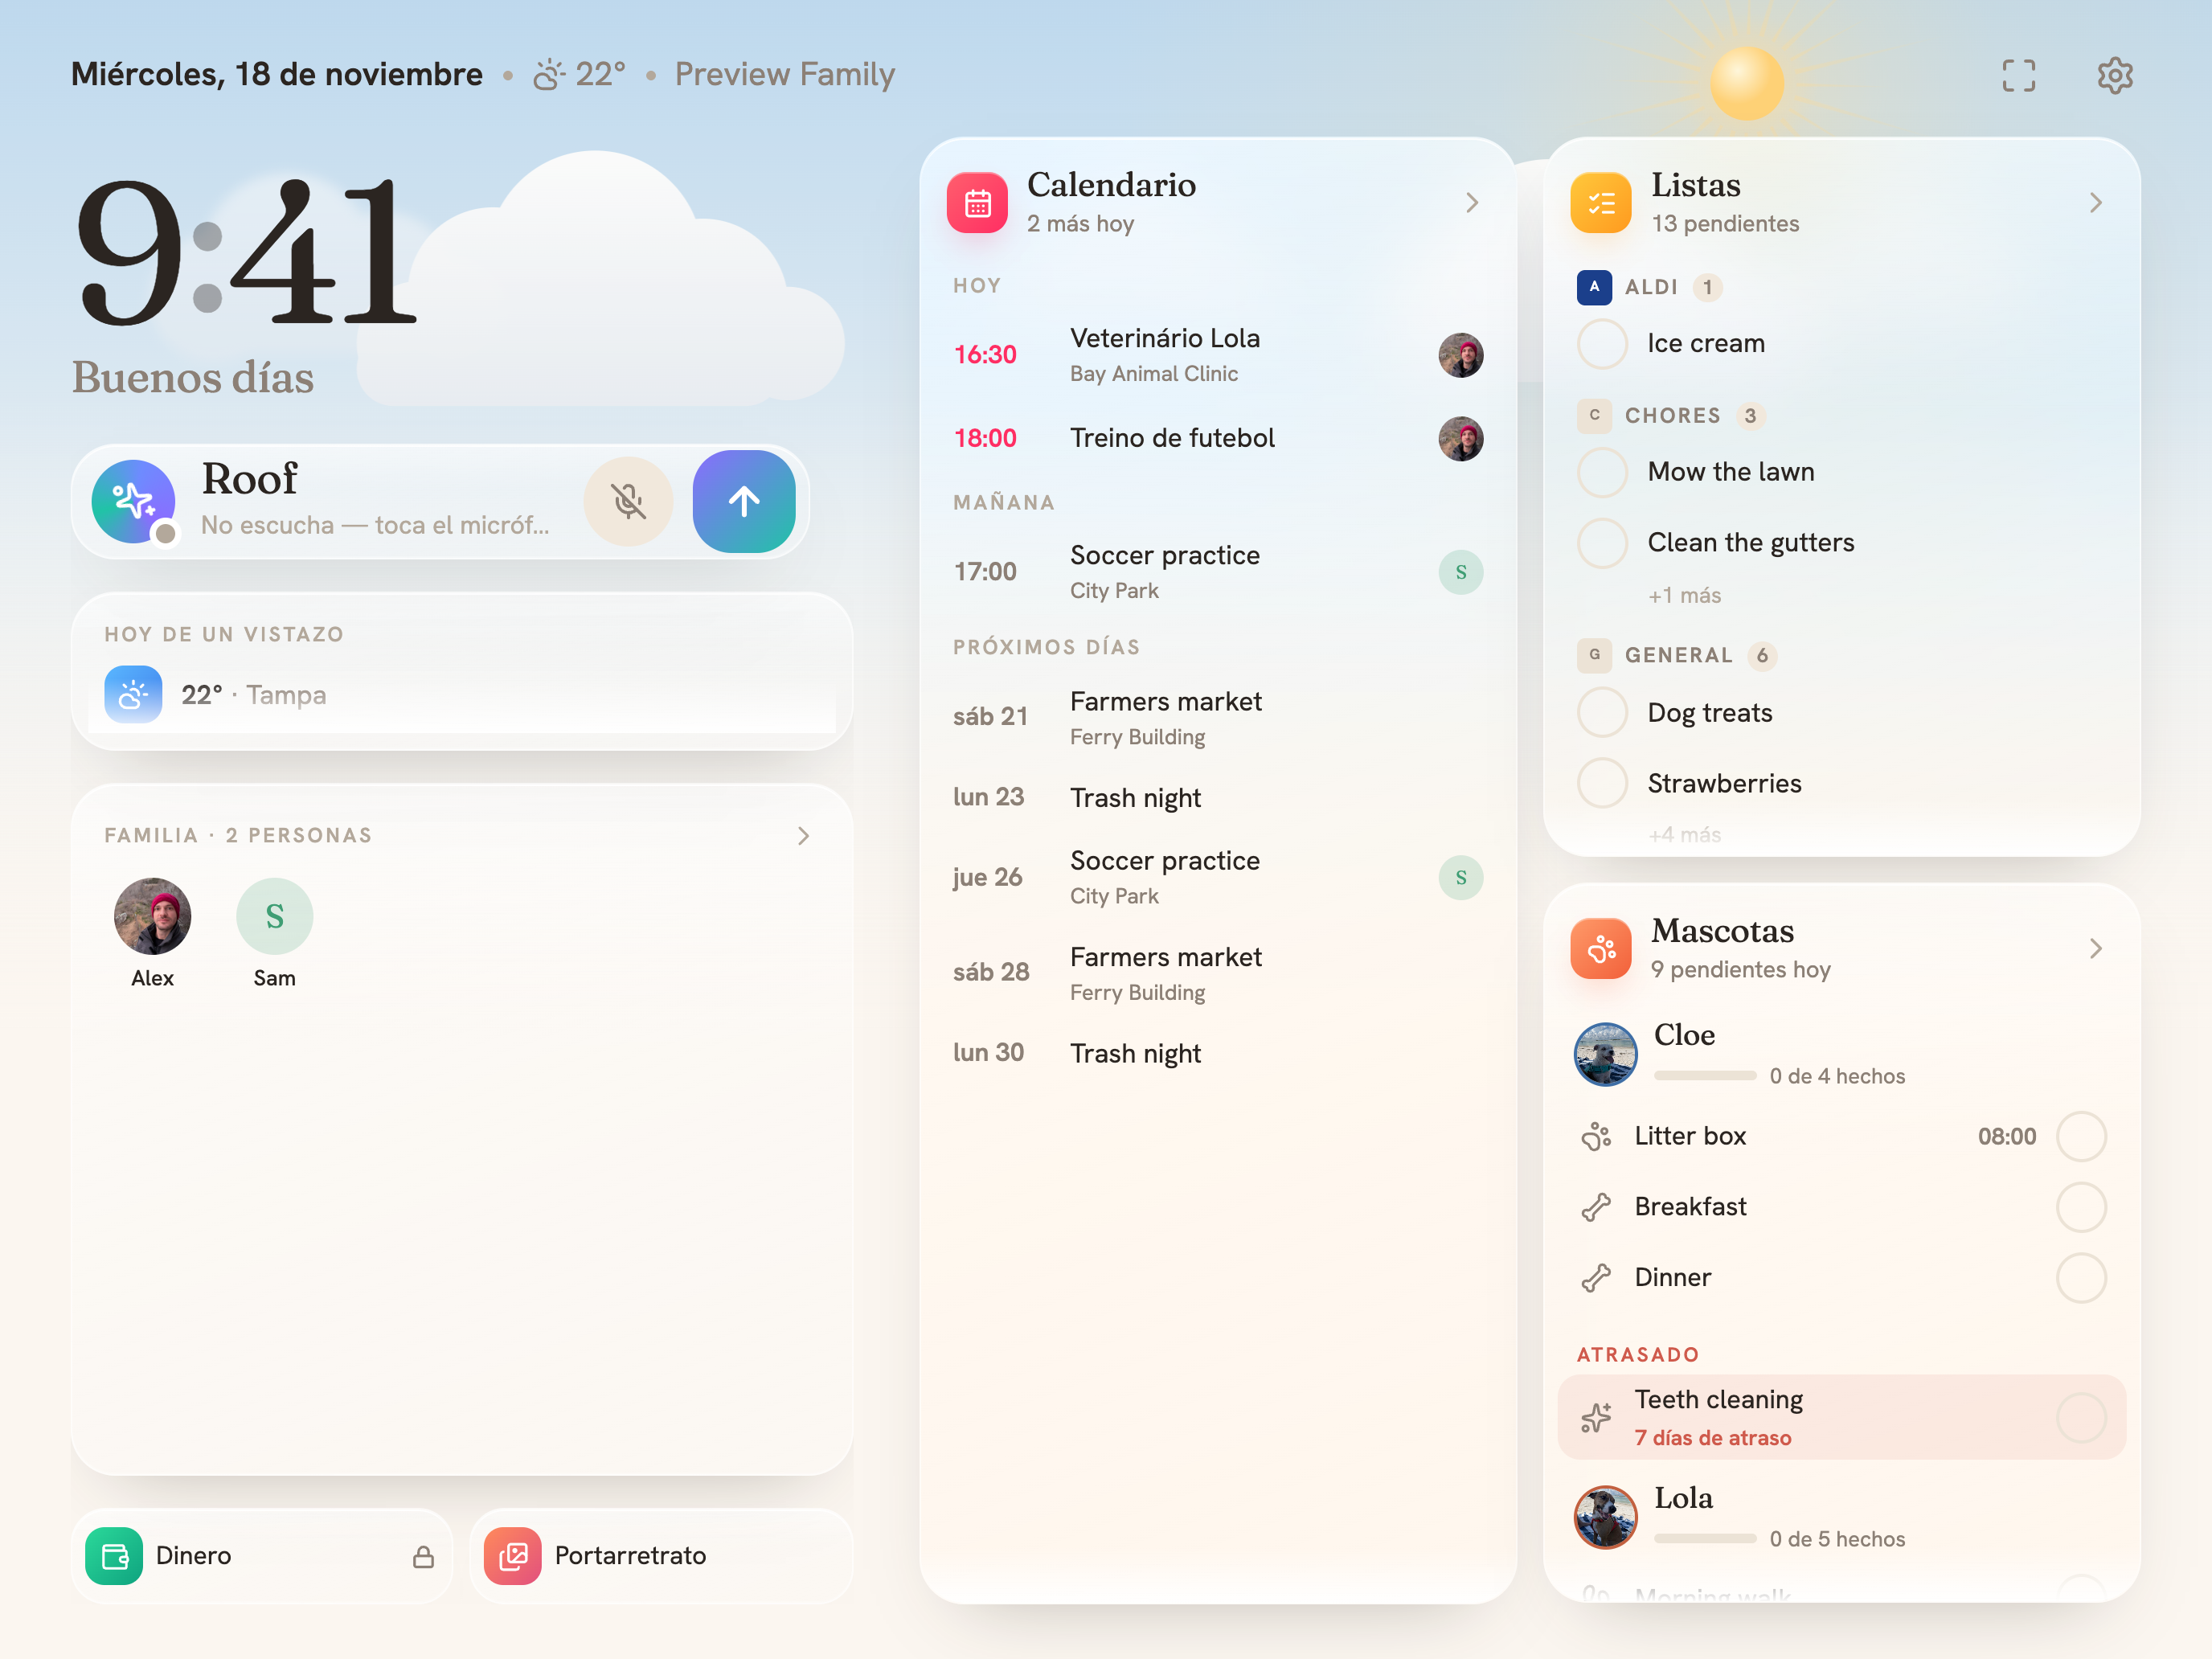 Miércoles, 18 de noviembre • 22° • Preview Family
9:41
Buenos días
Roof
No escucha — toca el micróf...
HOY DE UN VISTAZO
22° · Tampa
FAMILIA · 2 PERSONAS
S
Alex
Sam
Dinero
Portarretrato
Calendario
2 más hoy
HOY
16:30
Veterinário Lola
Bay Animal Clinic
18:00
Treino de futebol
MAÑANA
17:00
Soccer practice
City Park
S
PRÓXIMOS DÍAS
sáb 21
Farmers market
Ferry Building
lun 23
Trash night
jue 26
Soccer practice
City Park
S
sáb 28
Farmers market
Ferry Building
lun 30
Trash night
Listas
13 pendientes
A ALDI 1
Ice cream
C CHORES 3
Mow the lawn
Clean the gutters
+1 más
G GENERAL 6
Dog treats
Strawberries
+4 más
Mascotas
9 pendientes hoy
Cloe
0 de 4 hechos
Litter box 08:00
Breakfast
Dinner
ATRASADO
Teeth cleaning
7 días de atraso
Lola
0 de 5 hechos
Morning walk